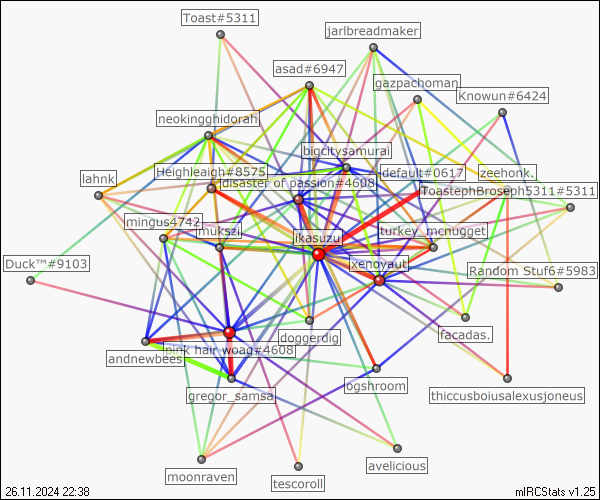 Toast#5311
jarlbreadmaker
asad#6947
gazpachoman
Knowun#6424
neokingghidorah
bigcitysamurai
Heighleaigh#8575
default#0617
zeehonk.
lahnk
disaster of passion#4608
ToastephBroseph5311#5311
mingus4742
jmukszi
ikasuzu
turkey_mcnugget
Duck™#9103
xenoyaut
Random Stuf6#5983
doggerdig
facadas.
pink hair woag#4608
andnewbees
ogshroom
thiccusboiusalexusjoneus
gregor_samsa
avelicious
moonraven
tescoroll
26.11.2024 22:38
mIRCStats v1.25